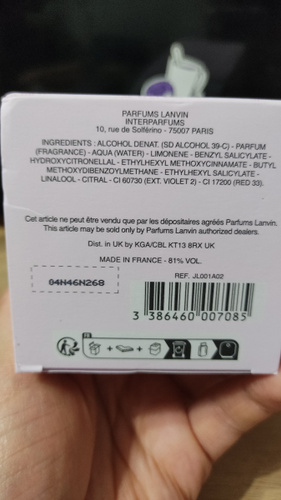 PARFUMS LANVIN
INTERPARFUMS
10, rue de Solférino - 75007 PARIS
INGREDIENTS : ALCOHOL DENAT. (SD ALCOHOL 39-C) - PARFUM
(FRAGRANCE) - AQUA (WATER) - LIMONENE - BENZYL SALICYLATE -
HYDROXYCITRONELLAL - ETHYLHEXYL METHOXYCINNAMATE - BUTYL
METHOXYDIBENZOYLMETHANE - ETHYLHEXYL SALICYLATE -
LINALOOL - CITRAL - CI 60730 (EXT. VIOLET 2) - CI 17200 (RED 33).
Cet article ne peut être vendu que par les dépositaires agréés Parfums Lanvin.
This article may be sold only by Parfums Lanvin authorized dealers.
Dist. in UK by KGA/CBL KT13 8RX UK
MADE IN FRANCE - 81% VOL.
REF. JL001A02
04N46N268
3 386460 007085
FR